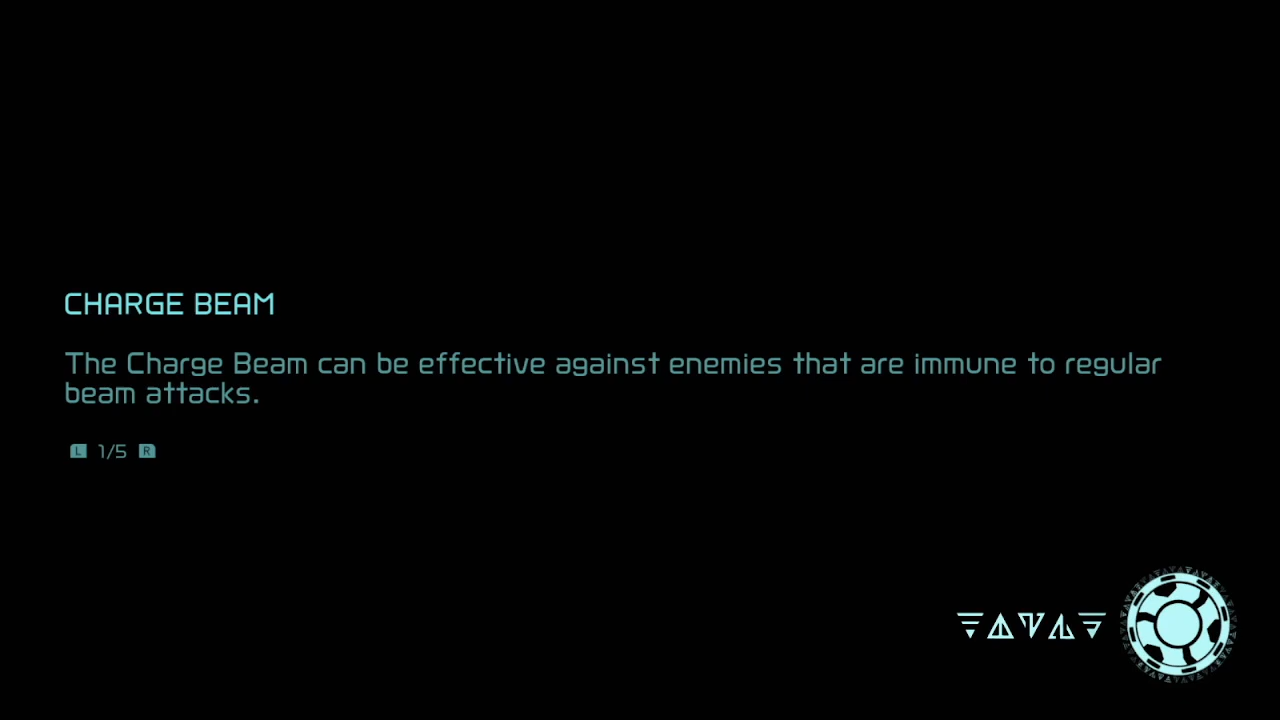 CHARGE BEAM
The Charge Beam can be effective against enemies that are immune to regular
beam attacks.
L 1/5 R